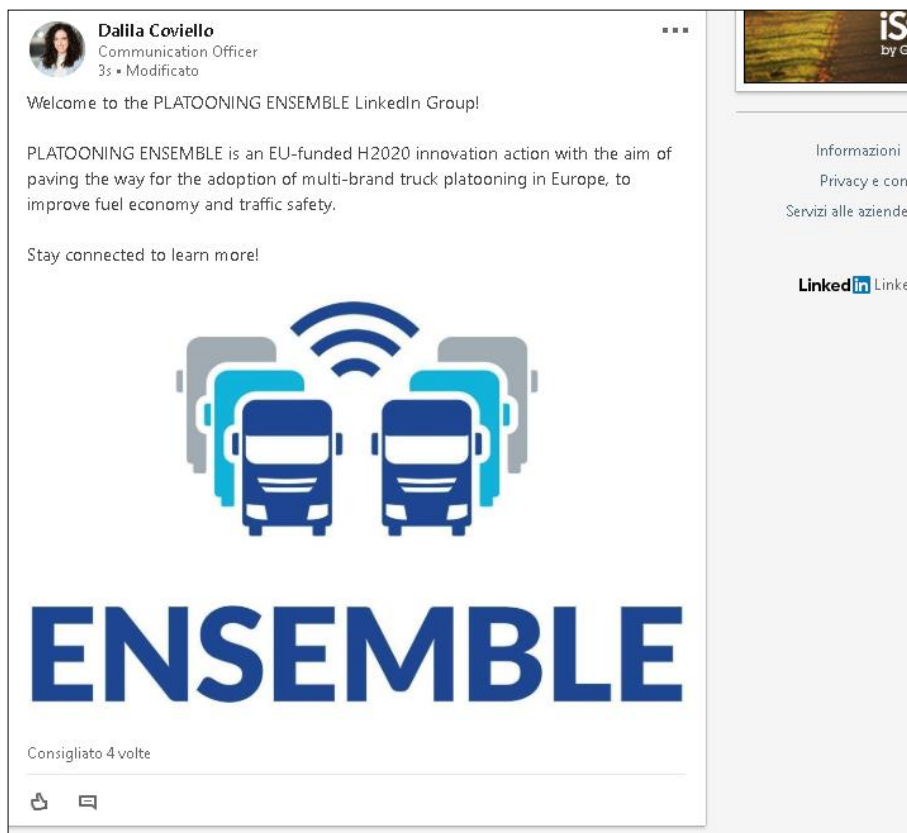 Dalila Coviello
Communication Officer
3s • Modificato
Welcome to the PLATOONING ENSEMBLE LinkedIn Group!
PLATOONING ENSEMBLE is an EU-funded H2020 innovation action with the aim of
paving the way for the adoption of multi-brand truck platooning in Europe, to
improve fuel economy and traffic safety.
Stay connected to learn more!
ENSEMBLE
Consigliato 4 volte
by G
Informazioni
Privacy e con
Servizi alle aziende
Linked in Linke